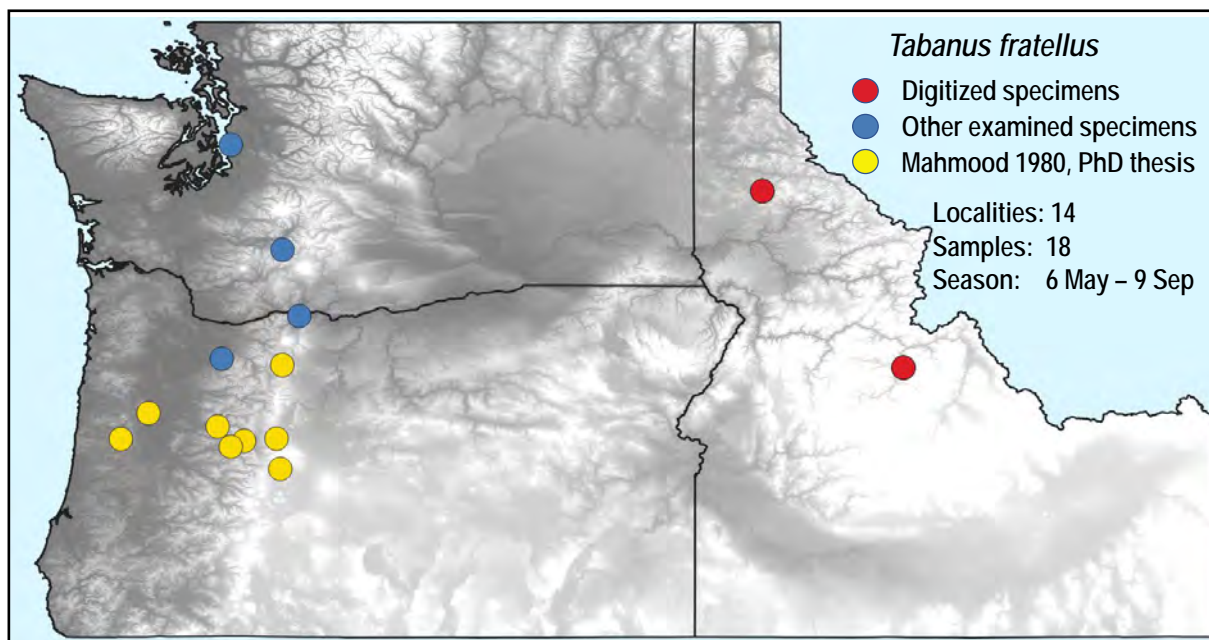 Tabanus fratellus
Digitized specimens
Other examined specimens
Mahmood 1980, PhD thesis
Localities: 14
Samples: 18
Season: 6 May – 9 Sep